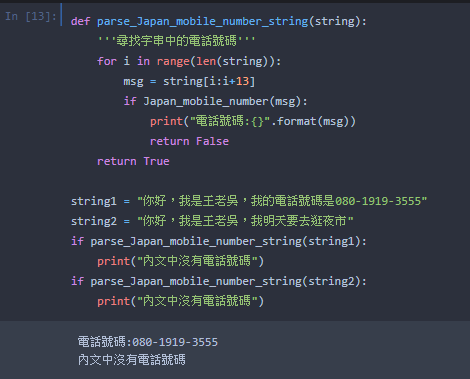 In [13]:
def parse_Japan_mobile_number_string(string):
    '''尋找字串中的電話號碼'''
    for i in range(len(string)):
        msg = string[i:i+13]
        if Japan_mobile_number(msg):
            print("電話號碼:{}".format(msg))
            return False
    return True

string1 = "你好，我是王老吳，我的電話號碼是080-1919-3555"
string2 = "你好，我是王老吳，我明天要去逛夜市"
if parse_Japan_mobile_number_string(string1):
    print("內文中沒有電話號碼")
if parse_Japan_mobile_number_string(string2):
    print("內文中沒有電話號碼")

電話號碼:080-1919-3555
內文中沒有電話號碼